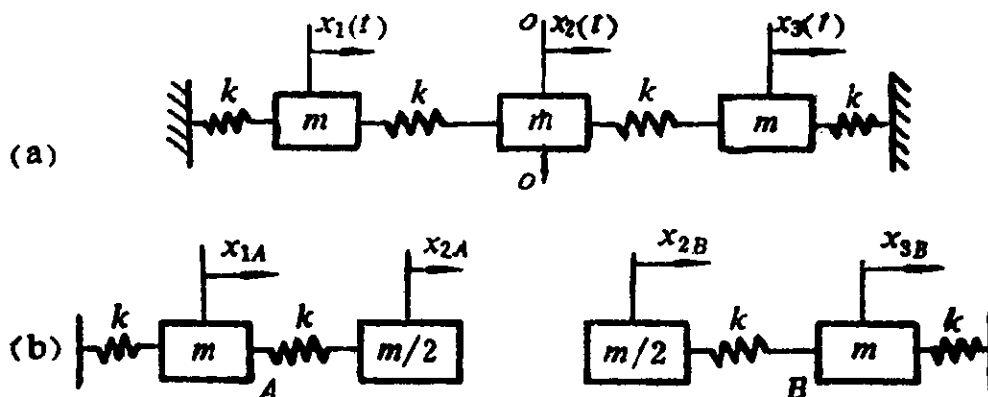 x1(t) o x2(t) x3(t)
k k k k
m m m m
(a)
o
x1A x2A x2B x3B
k k k k
(b) m m/2 m/2 m
A B